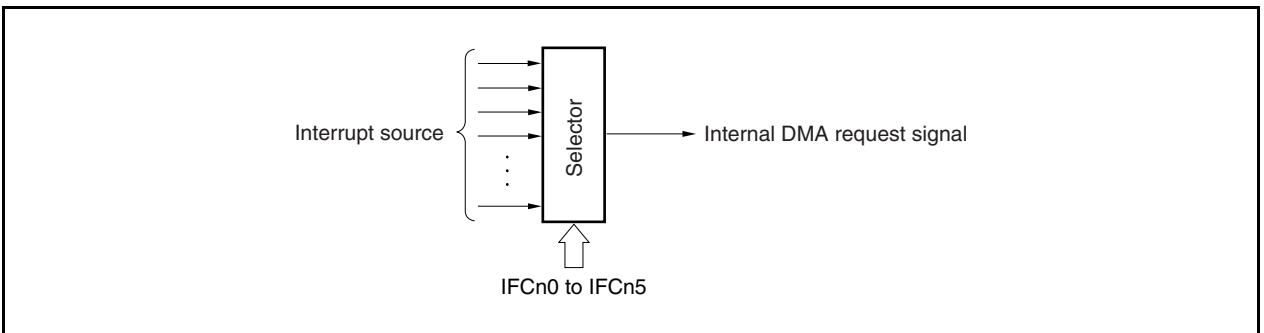 Interrupt source
Selector
Internal DMA request signal
IFCn0 to IFCn5